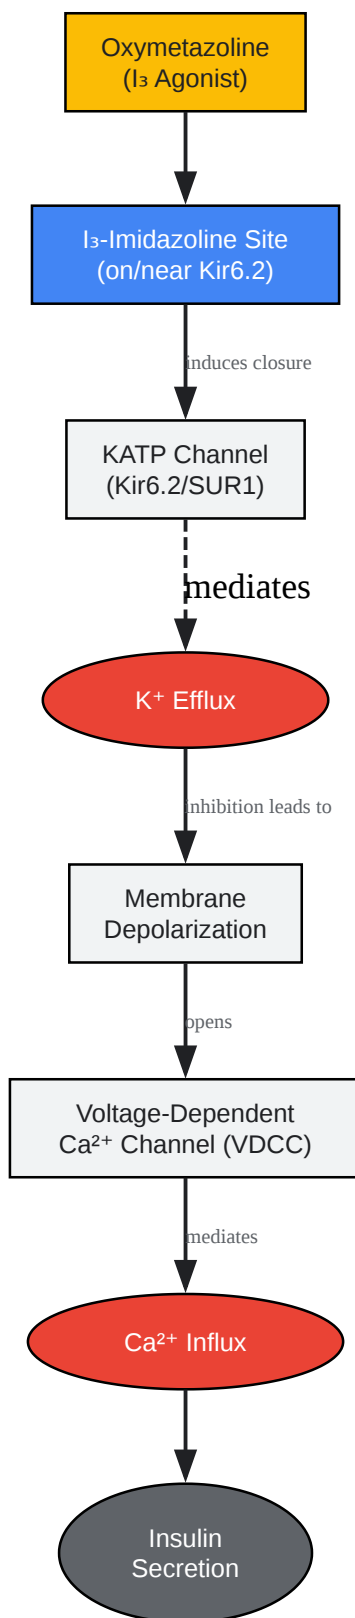 Oxymetazoline
(I₃ Agonist)
I₃-Imidazoline Site
(on/near Kir6.2)
induces closure
KATP Channel
(Kir6.2/SUR1)
mediates
K⁺ Efflux
inhibition leads to
Membrane
Depolarization
opens
Voltage-Dependent
Ca²⁺ Channel (VDCC)
mediates
Ca²⁺ Influx
Insulin
Secretion